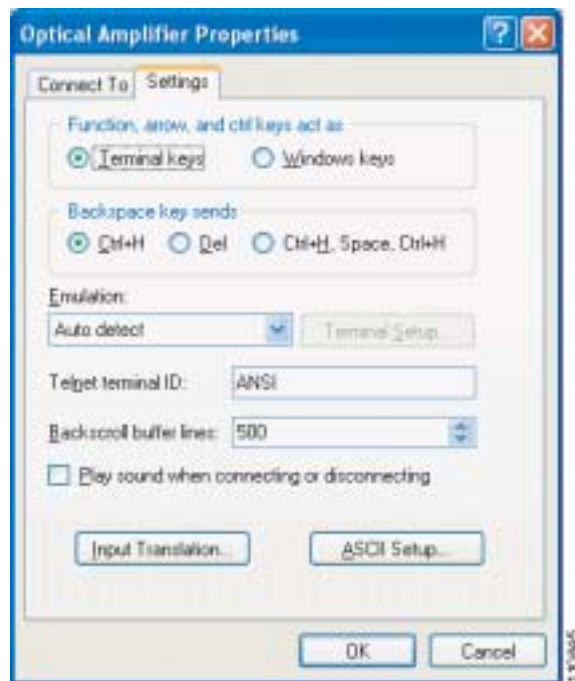 Optical Amplifier Properties
Connect To Settings
Function, arrow, and ctrl keys act as
Terminal keys Windows keys
Backspace key sends
Ctrl+H Del Ctrl+H, Space, Ctrl+H
Emulation:
Auto detect Terminal Setup...
Telnet terminal ID: ANSI
Backscroll buffer lines: 500
Play sound when connecting or disconnecting
Input Translation... ASCII Setup...
OK Cancel